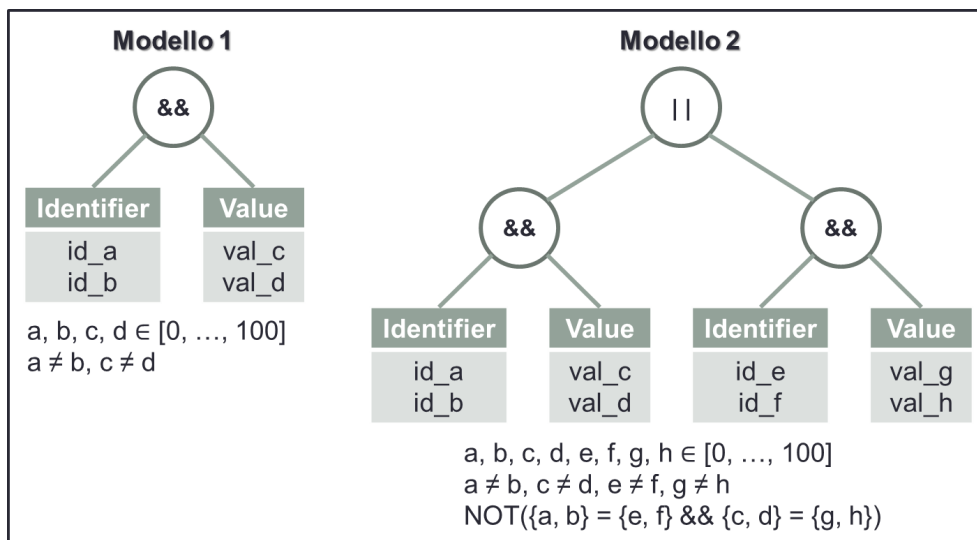 Modello 1
&&
Identifier Value
id_a val_c
id_b val_d
a, b, c, d ∈ [0, …, 100]
a ≠ b, c ≠ d
Modello 2
||
&& &&
Identifier Value Identifier Value
id_a val_c id_e val_g
id_b val_d id_f val_h
a, b, c, d, e, f, g, h ∈ [0, …, 100]
a ≠ b, c ≠ d, e ≠ f, g ≠ h
NOT({a, b} = {e, f} && {c, d} = {g, h})